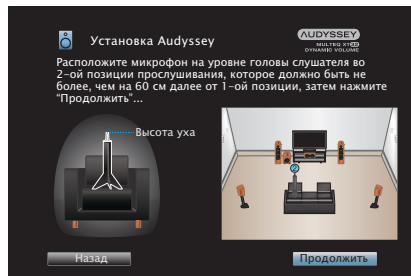 Установка Audyssey
AUDYSSEY
MULTEQ XT32
DYNAMIC VOLUME
Расположите микрофон на уровне головы слушателя во
2-ой позиции прослушивания, которое должно быть не
более, чем на 60 см далее от 1-ой позиции, затем нажмите
"Продолжить"...
Высота уха
2
Назад
Продолжить